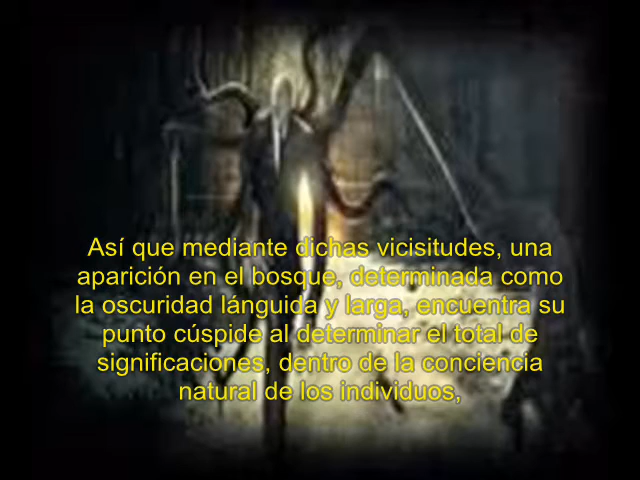 Así que mediante dichas vicisitudes, una
aparición en el bosque, determinada como
la oscuridad lánguida y larga, encuentra su
punto cúspide al determinar el total de
significaciones, dentro de la conciencia
natural de los individuos,